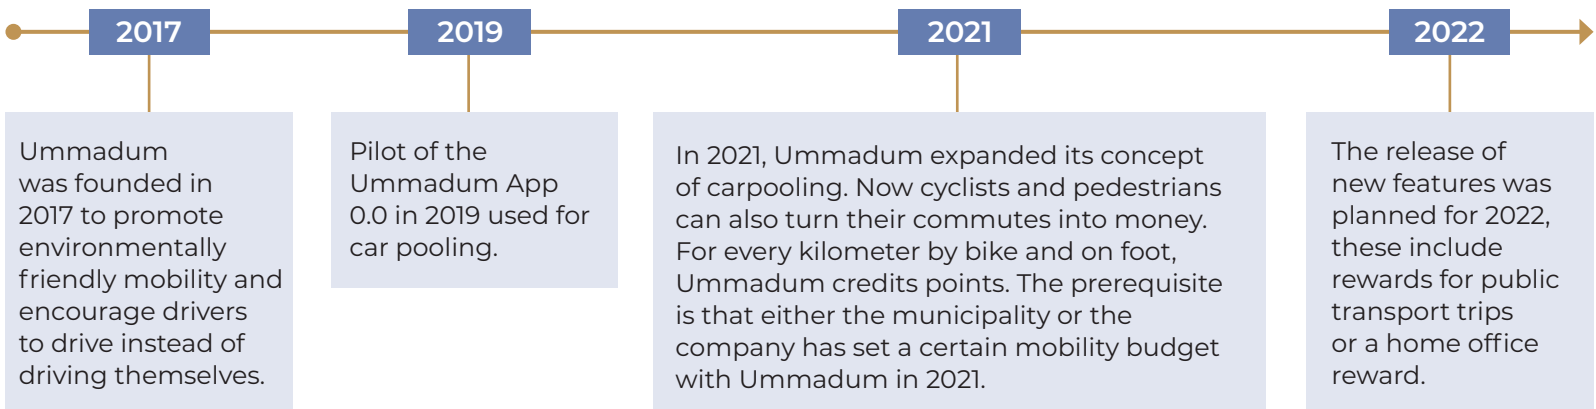 2017
2019
2021
2022
Ummadum
was founded in
2017 to promote
environmentally
friendly mobility and
encourage drivers
to drive instead of
driving themselves.
Pilot of the
Ummadum App
0.0 in 2019 used for
car pooling.
In 2021, Ummadum expanded its concept
of carpooling. Now cyclists and pedestrians
can also turn their commutes into money.
For every kilometer by bike and on foot,
Ummadum credits points. The prerequisite
is that either the municipality or the
company has set a certain mobility budget
with Ummadum in 2021.
The release of
new features was
planned for 2022,
these include
rewards for public
transport trips
or a home office
reward.